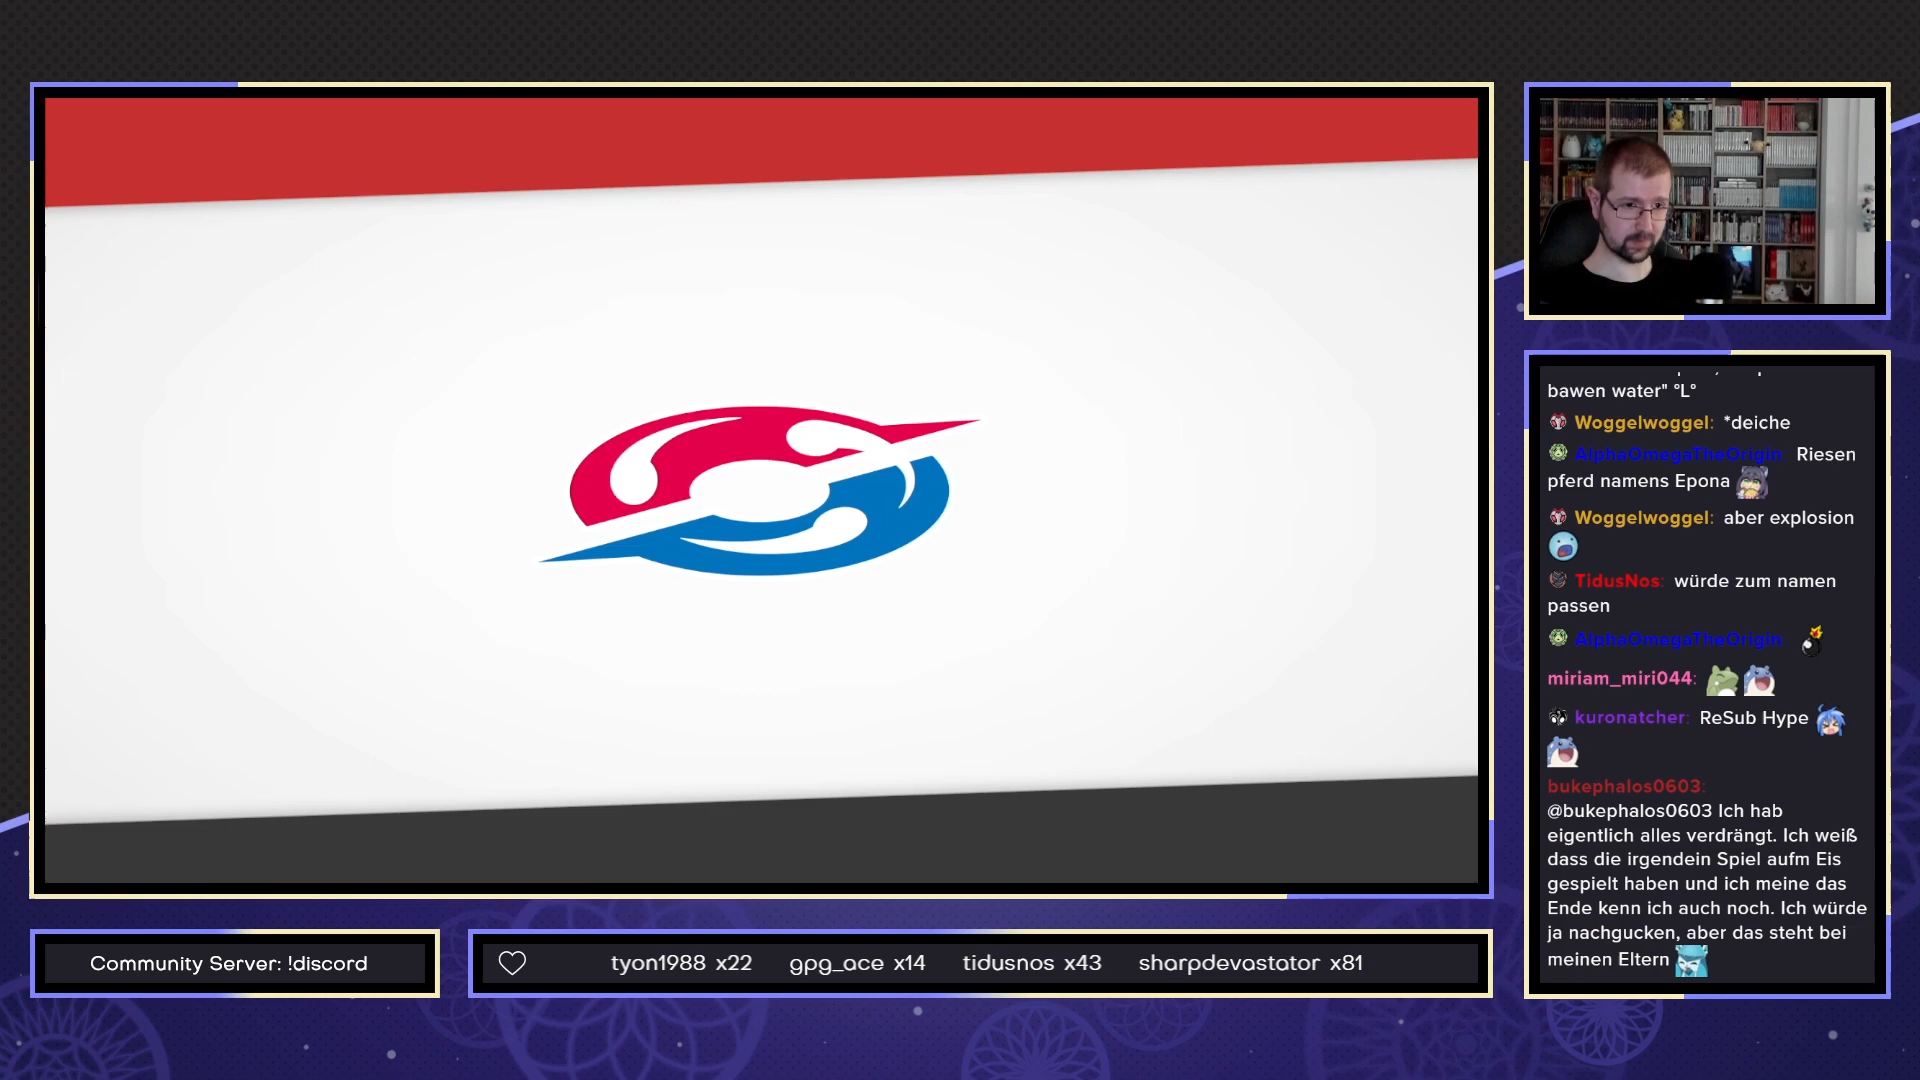 bawen water" °L°
Woggelwoggel: *deiche
AlphaOmegaTheOrigin: Riesen
pferd namens Epona
Woggelwoggel: aber explosion
TidusNos: würde zum namen
passen
AlphaOmegaTheOrigin:
miriam_miri044:
kuronatcher: ReSub Hype
bukephalos0603:
@bukephalos0603 Ich hab
eigentlich alles verdrängt. Ich weiß
dass die irgendein Spiel aufm Eis
gespielt haben und ich meine das
Ende kenn ich auch noch. Ich würde
ja nachgucken, aber das steht bei
meinen Eltern
Community Server: !discord
tyon1988 x22 gpg_ace x14 tidusnos x43 sharpdevastator x81